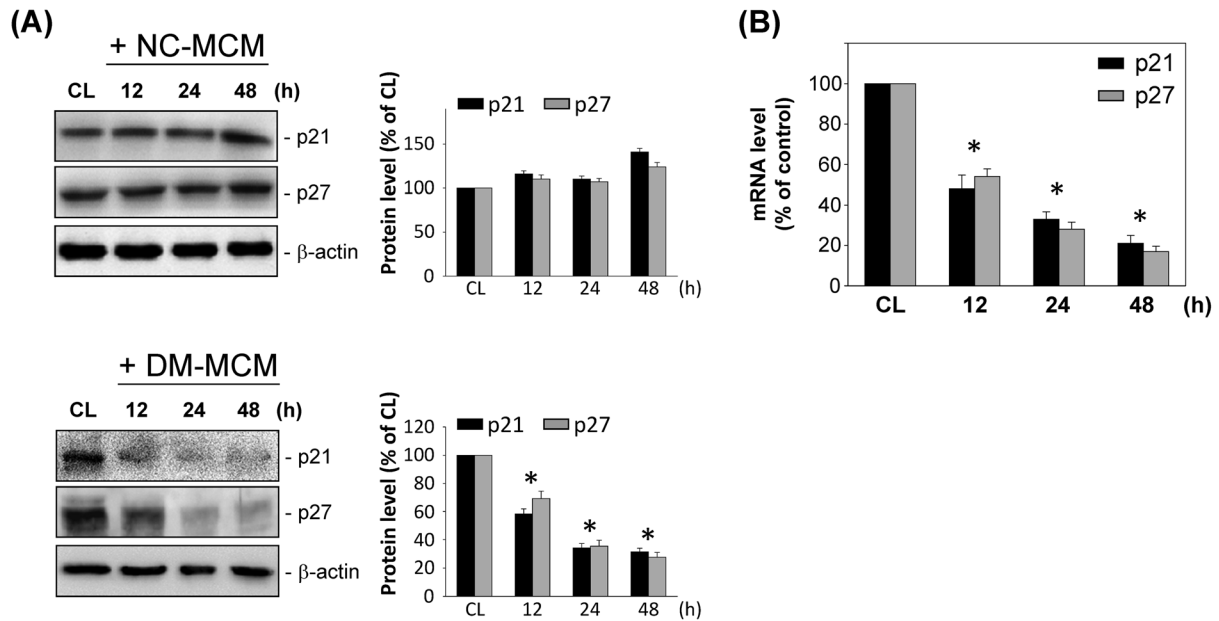 (A)
+ NC-MCM
CL 12 24 48 (h)
- p21
- p27
- β-actin
p21 p27
Protein level (% of CL)
150
100
50
0
CL 12 24 48 (h)
(B)
p21
p27
mRNA level
(% of control)
100
80
60
40
20
0
* * *
CL 12 24 48 (h)
+ DM-MCM
CL 12 24 48 (h)
- p21
- p27
- β-actin
p21 p27
Protein level (% of CL)
120
100
80
60
40
20
0
* * *
CL 12 24 48 (h)